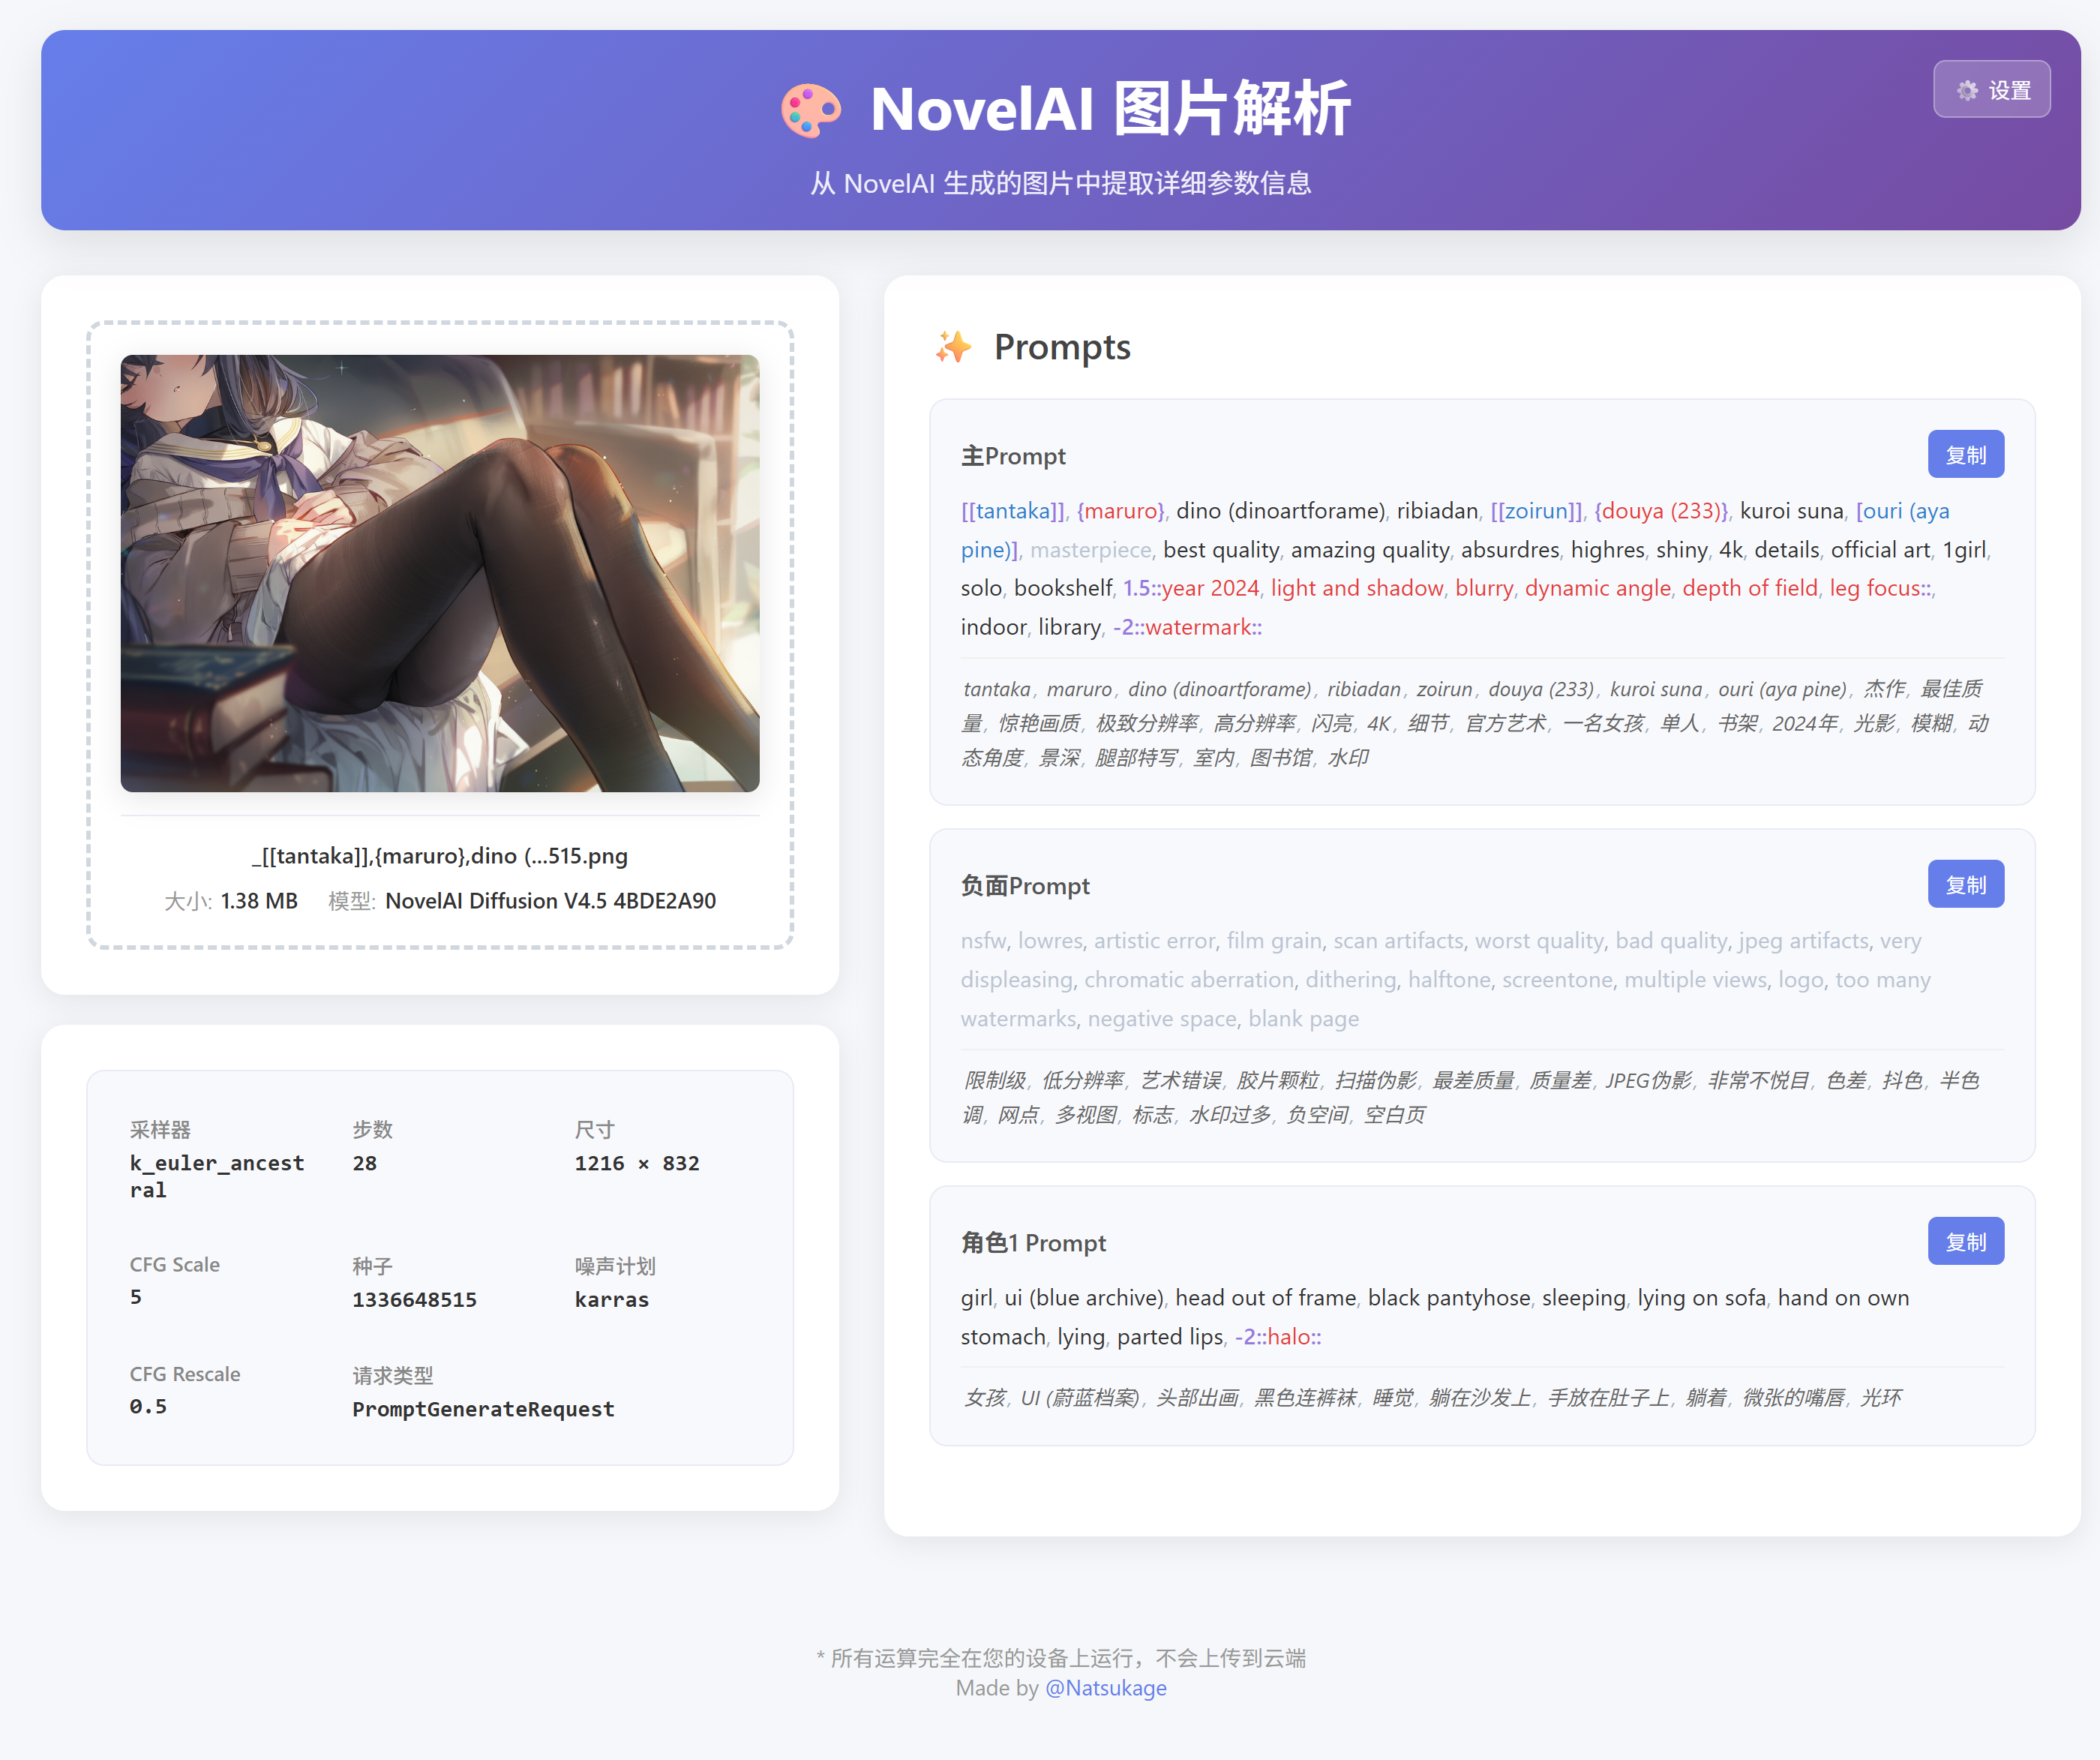 NovelAI 图片解析
设置
从 NovelAI 生成的图片中提取详细参数信息
_[[tantaka]],{maruro},dino (...515.png
大小: 1.38 MB 模型: NovelAI Diffusion V4.5 4BDE2A90
采样器 步数 尺寸
k_euler_ancest 28 1216 × 832
ral
CFG Scale 种子 噪声计划
5 1336648515 karras
CFG Rescale 请求类型
0.5 PromptGenerateRequest
Prompts
主Prompt
复制
[[tantaka]], {maruro}, dino (dinoartforame), ribiadan, [[zoirun]], {douya (233)}, kuroi suna, [ouri (aya
pine)], masterpiece, best quality, amazing quality, absurdres, highres, shiny, 4k, details, official art, 1girl,
solo, bookshelf, 1.5::year 2024, light and shadow, blurry, dynamic angle, depth of field, leg focus::,
indoor, library, -2::watermark::
tantaka, maruro, dino (dinoartforame), ribiadan, zoirun, douya (233), kuroi suna, ouri (aya pine), 杰作, 最佳质
量, 惊艳画质, 极致分辨率, 高分辨率, 闪亮, 4K, 细节, 官方艺术, 一名女孩, 单人, 书架, 2024年, 光影, 模糊, 动
态角度, 景深, 腿部特写, 室内, 图书馆, 水印
负面Prompt
复制
nsfw, lowres, artistic error, film grain, scan artifacts, worst quality, bad quality, jpeg artifacts, very
displeasing, chromatic aberration, dithering, halftone, screentone, multiple views, logo, too many
watermarks, negative space, blank page
限制级, 低分辨率, 艺术错误, 胶片颗粒, 扫描伪影, 最差质量, 质量差, JPEG伪影, 非常不悦目, 色差, 抖色, 半色
调, 网点, 多视图, 标志, 水印过多, 负空间, 空白页
角色1 Prompt
复制
girl, ui (blue archive), head out of frame, black pantyhose, sleeping, lying on sofa, hand on own
stomach, lying, parted lips, -2::halo::
女孩, UI (蔚蓝档案), 头部出画, 黑色连裤袜, 睡觉, 躺在沙发上, 手放在肚子上, 躺着, 微张的嘴唇, 光环
* 所有运算完全在您的设备上运行，不会上传到云端
Made by @Natsukage